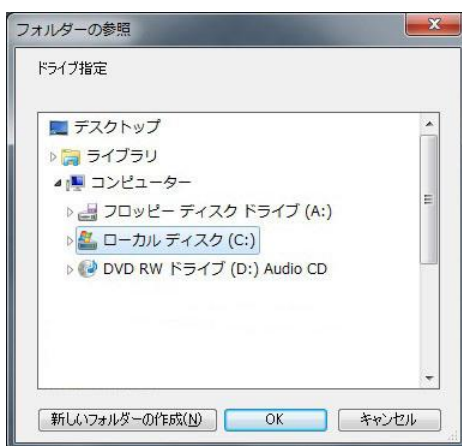 フォルダーの参照
ドライブ指定
デスクトップ
ライブラリ
コンピューター
フロッピー ディスク ドライブ (A:)
ローカル ディスク (C:)
DVD RW ドライブ (D:) Audio CD
新しいフォルダーの作成(N) OK キャンセル